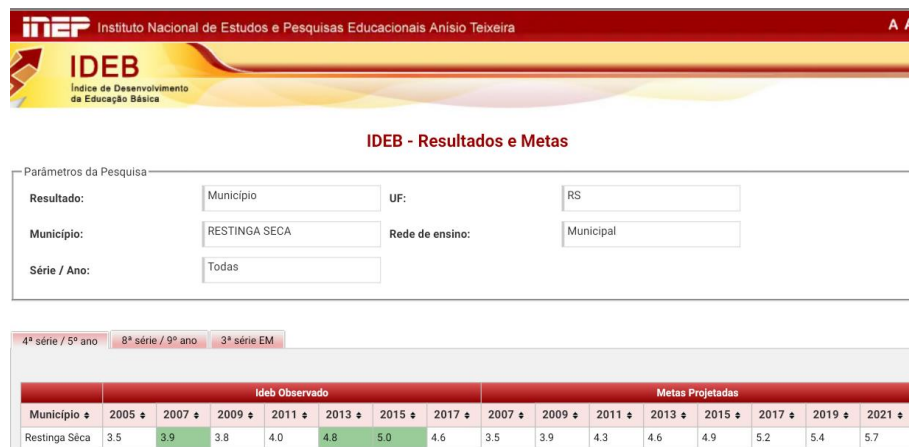 INEP Instituto Nacional de Estudos e Pesquisas Educacionais Anísio Teixeira A A
IDEB
Índice de Desenvolvimento
da Educação Básica
IDEB - Resultados e Metas
Parâmetros da Pesquisa
Resultado: Município UF: RS
Município: RESTINGA SECA Rede de ensino: Municipal
Série / Ano: Todas
4ª série / 5º ano 8ª série / 9º ano 3ª série EM
Ideb Observado Metas Projetadas
Município 2005 2007 2009 2011 2013 2015 2017 2007 2009 2011 2013 2015 2017 2019 2021
Restinga Sêca 3.5 3.9 3.8 4.0 4.8 5.0 4.6 3.5 3.9 4.3 4.6 4.9 5.2 5.4 5.7